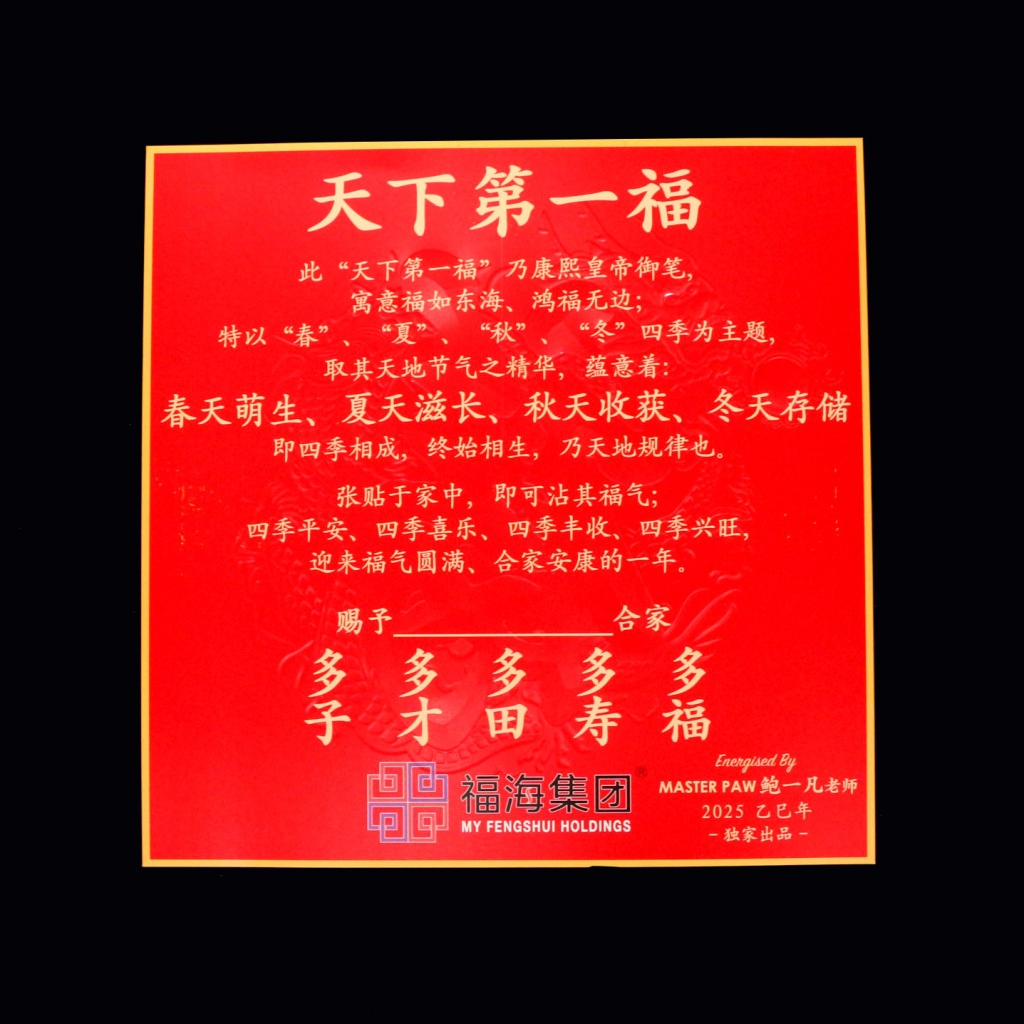 天下第一福
此“天下第一福”乃康熙皇帝御笔，
寓意福如东海、鸿福无边；
特以“春”、“夏”、“秋”、“冬”四季为主题，
取其天地节气之精华，蕴意着：
春天萌生、夏天滋长、秋天收获、冬天存储
即四季相成，终始相生，乃天地规律也。
张贴于家中，即可沾其福气；
四季平安、四季喜乐、四季丰收、四季兴旺，
迎来福气圆满、合家安康的一年。
赐予____________合家
多子 多才 多田 多寿 多福
福海集团®
MY FENGSHUI HOLDINGS
Energised By
MASTER PAW 鲍一凡老师
2025 乙巳年
- 独家出品 -